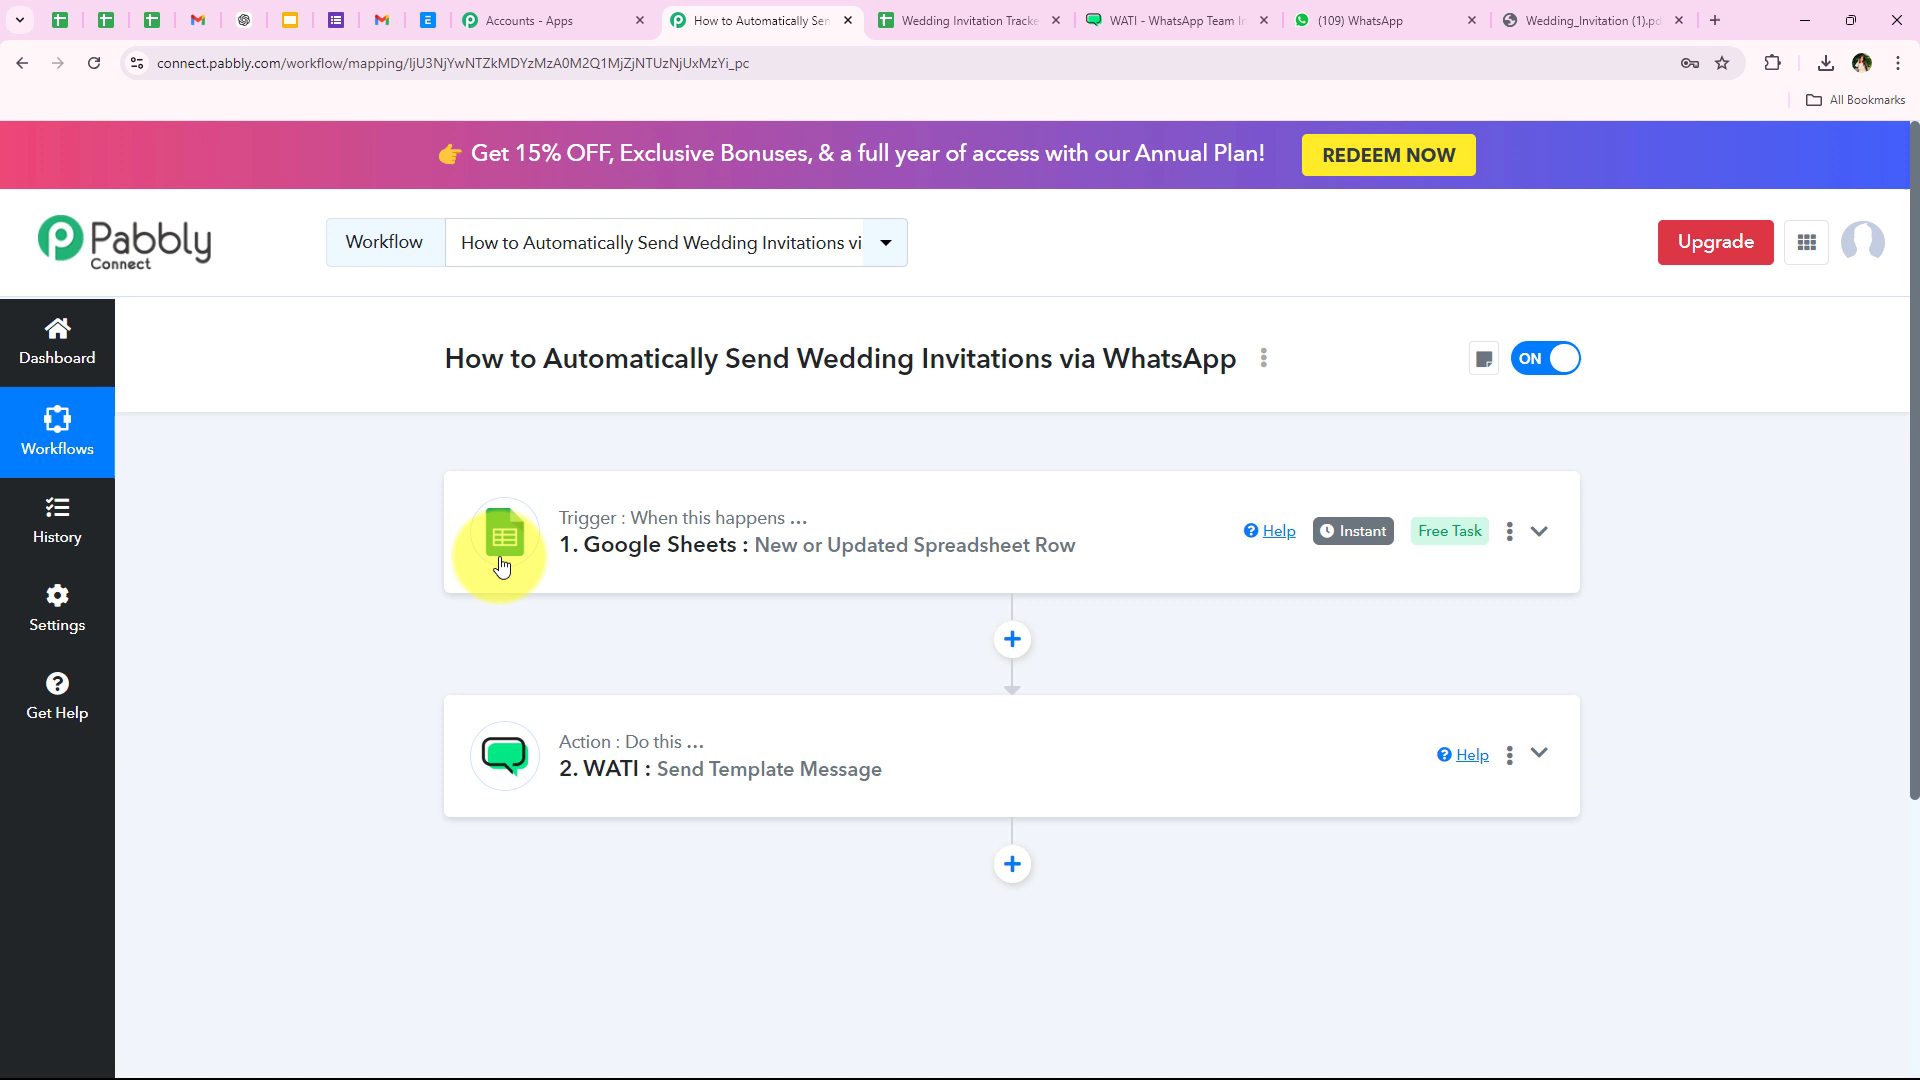 Accounts - Apps
How to Automatically Sen
Wedding Invitation Tracke
WATI - WhatsApp Team In
(109) WhatsApp
Wedding_Invitation (1).pd
connect.pabbly.com/workflow/mapping/IjU3NjYwNTZkMDYzMzA0M2Q1MjZjNTUzNjUxMzYi_pc
All Bookmarks
Get 15% OFF, Exclusive Bonuses, & a full year of access with our Annual Plan!
REDEEM NOW
Pabbly
Connect
Workflow
How to Automatically Send Wedding Invitations vi
Upgrade
Dashboard
Workflows
History
Settings
Get Help
How to Automatically Send Wedding Invitations via WhatsApp
ON
Trigger : When this happens ...
1. Google Sheets : New or Updated Spreadsheet Row
Help
Instant
Free Task
Action : Do this ...
2. WATI : Send Template Message
Help